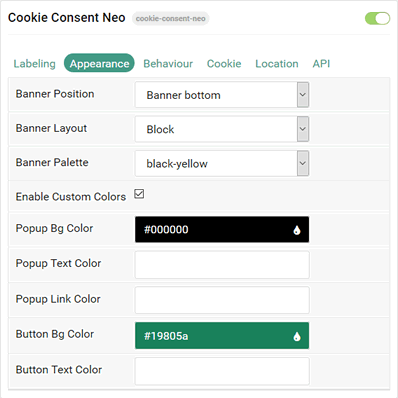 Cookie Consent Neo cookie-consent-neo
Labeling Appearance Behaviour Cookie Location API
Banner Position Banner bottom
Banner Layout Block
Banner Palette black-yellow
Enable Custom Colors
Popup Bg Color #000000
Popup Text Color
Popup Link Color
Button Bg Color #19805a
Button Text Color